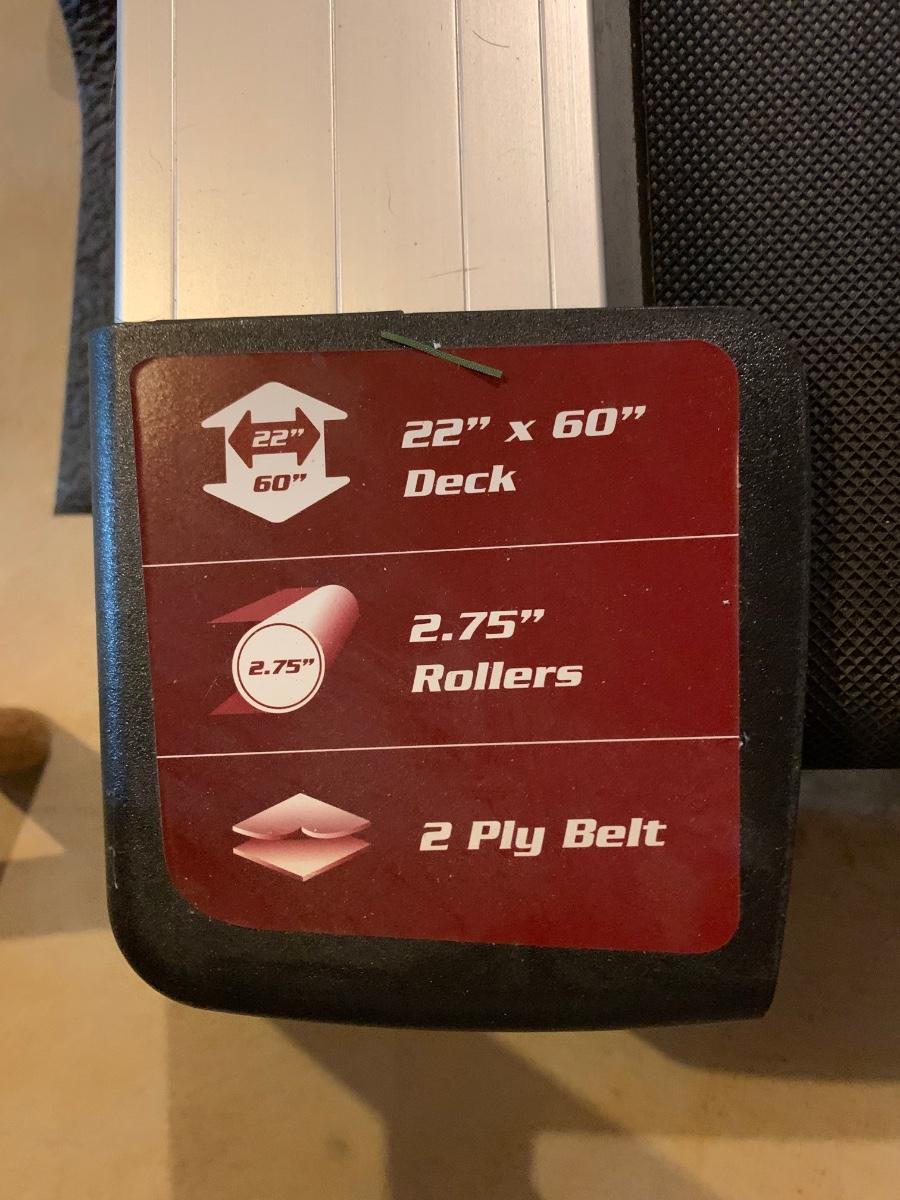 22”
60”
22” x 60”
Deck
2.75”
2.75”
Rollers
2 Ply Belt